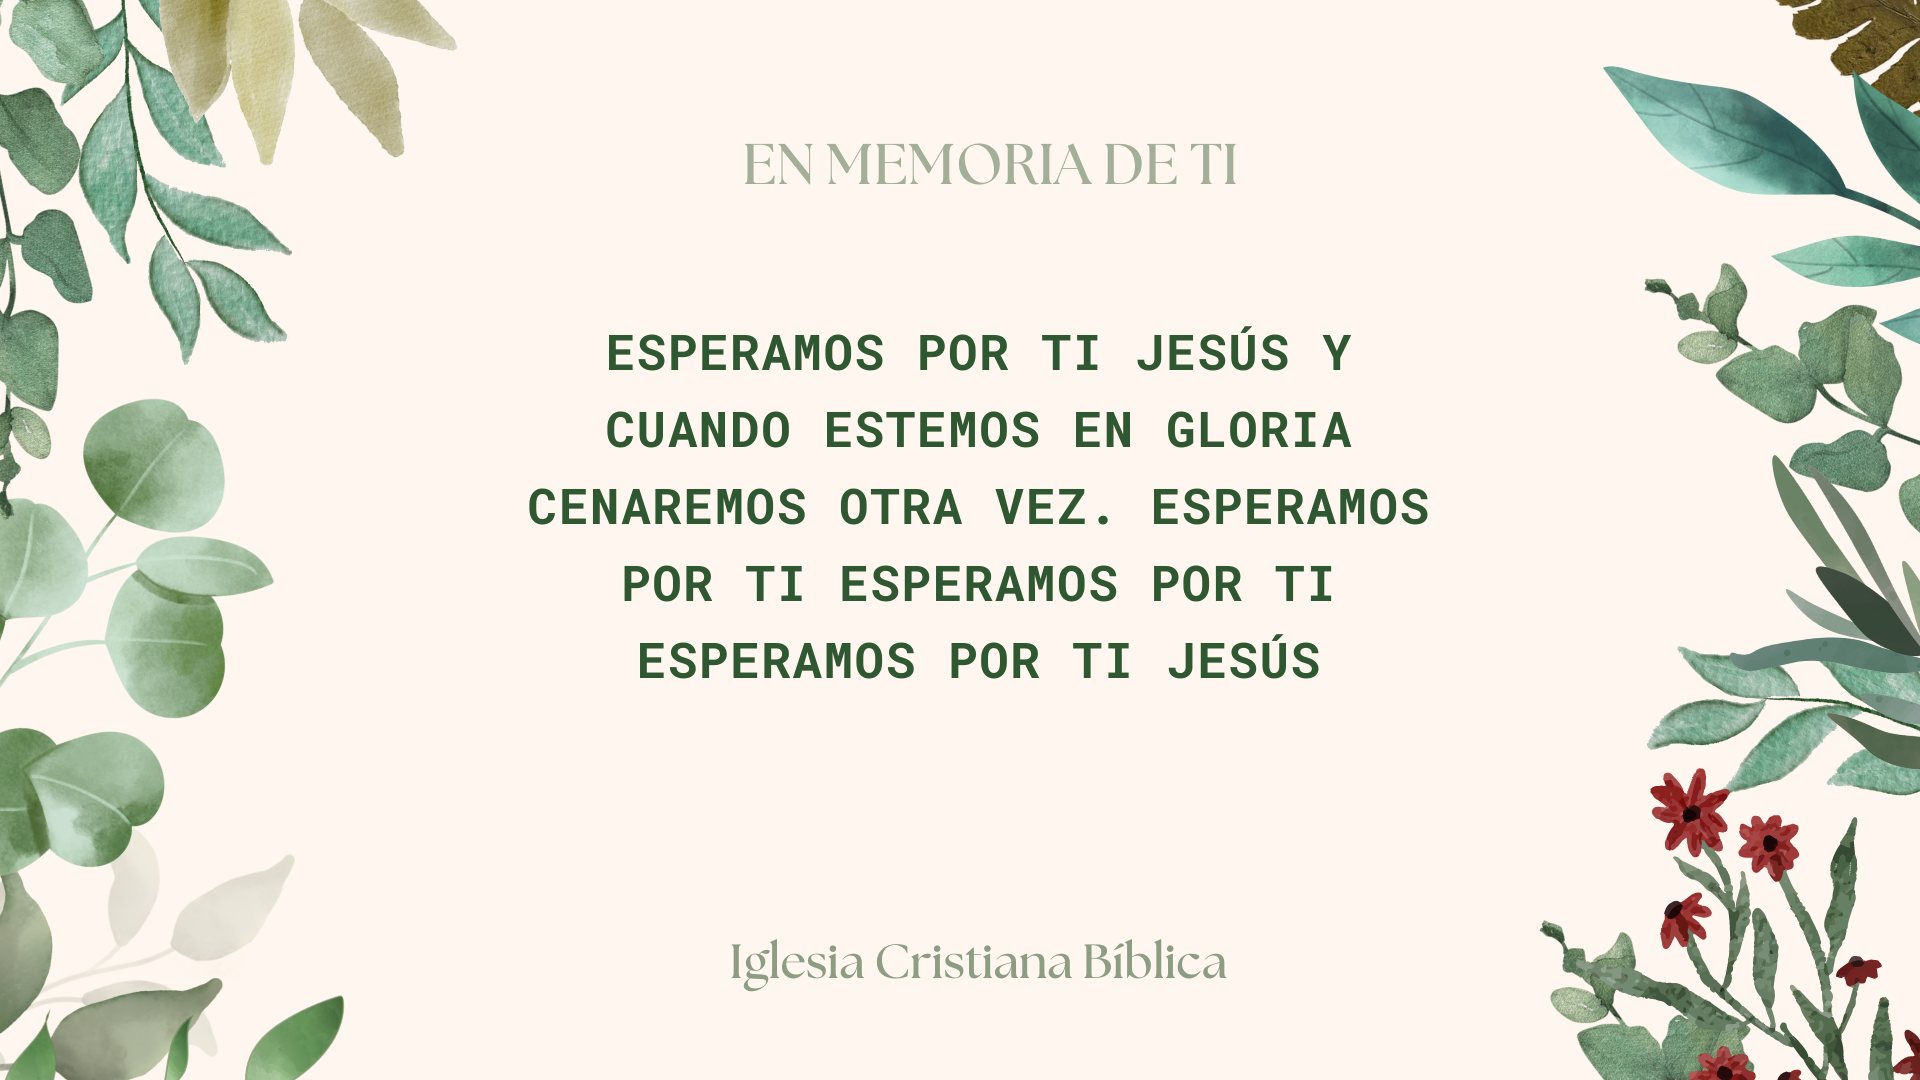 EN MEMORIA DE TI
ESPERAMOS POR TI JESÚS Y
CUANDO ESTEMOS EN GLORIA
CENAREMOS OTRA VEZ. ESPERAMOS
POR TI ESPERAMOS POR TI
ESPERAMOS POR TI JESÚS
Iglesia Cristiana Bíblica